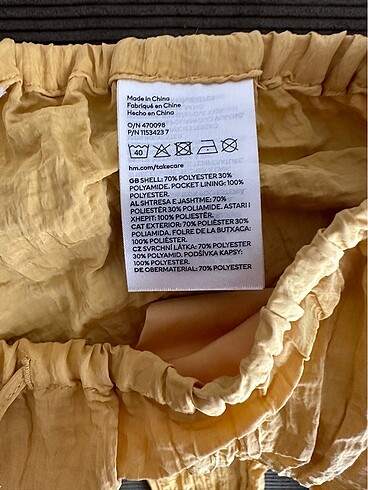 Made in China
Fabriqué en Chine
Hecho en China
O/N 470098
P/N 1153423 7
40
hm.com/takecare
GB SHELL: 70% POLYESTER 30%
POLYAMIDE. POCKET LINING: 100%
POLYESTER.
AL SHTRESA E JASHTME: 70%
POLIESTËR 30% POLIAMIDE. ASTARI I
XHEPIT: 100% POLIESTËR.
CAT EXTERIOR: 70% POLIÈSTER 30%
POLIAMIDA. FOLRE DE LA BUTXACA:
100% POLIÈSTER.
CZ SVRCHNÍ LÁTKA: 70% POLYESTER
30% POLYAMID. PODŠÍVKA KAPSY:
100% POLYESTER.
DE OBERMATERIAL: 70% POLYESTER